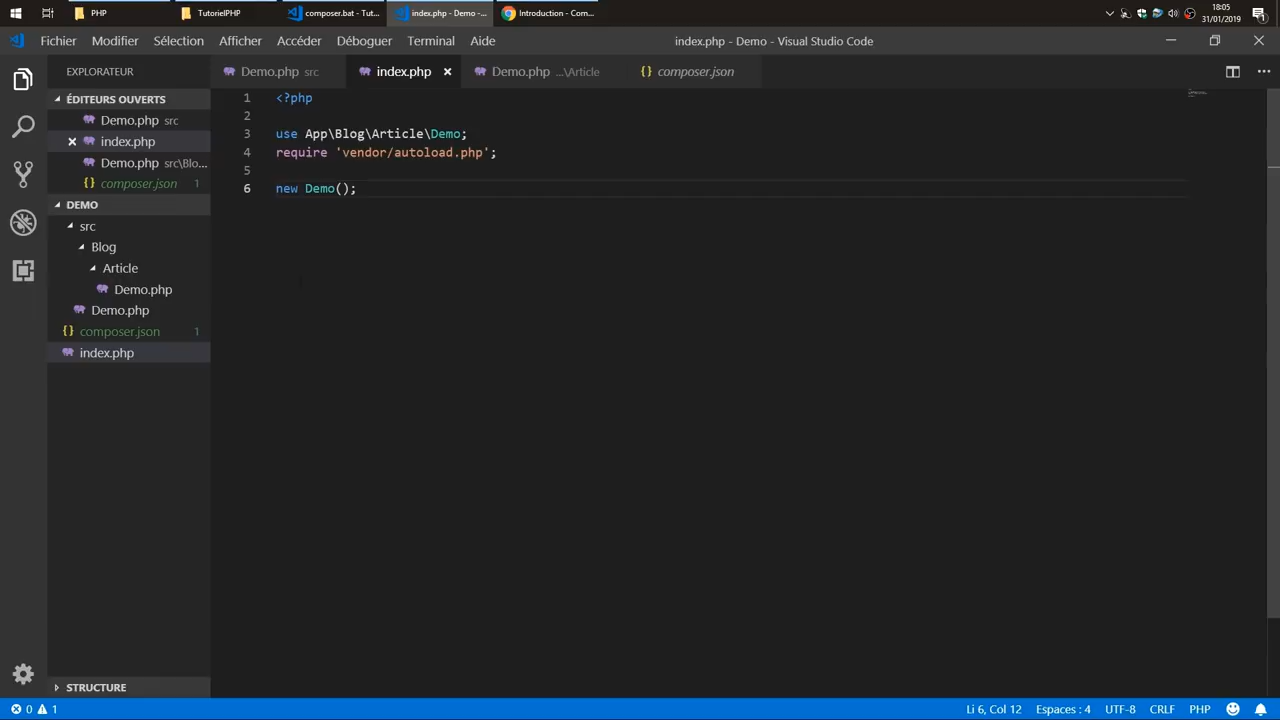 PHP
TutorielPHP
composer.bat - Tut...
index.php - Demo -...
Introduction - Com...
18:05
31/01/2019
1
Fichier Modifier Sélection Afficher Accéder Déboguer Terminal Aide
index.php - Demo - Visual Studio Code
EXPLORATEUR
Demo.php src
index.php
Demo.php ...\Article
{} composer.json
ÉDITEURS OUVERTS
Demo.php src
index.php
Demo.php src\Blo...
{} composer.json 1
DEMO
src
Blog
Article
Demo.php
Demo.php
{} composer.json 1
index.php
1 <?php
2
3 use App\Blog\Article\Demo;
4 require 'vendor/autoload.php';
5
6 new Demo();
STRUCTURE
0 1
Li 6, Col 12 Espaces : 4 UTF-8 CRLF PHP